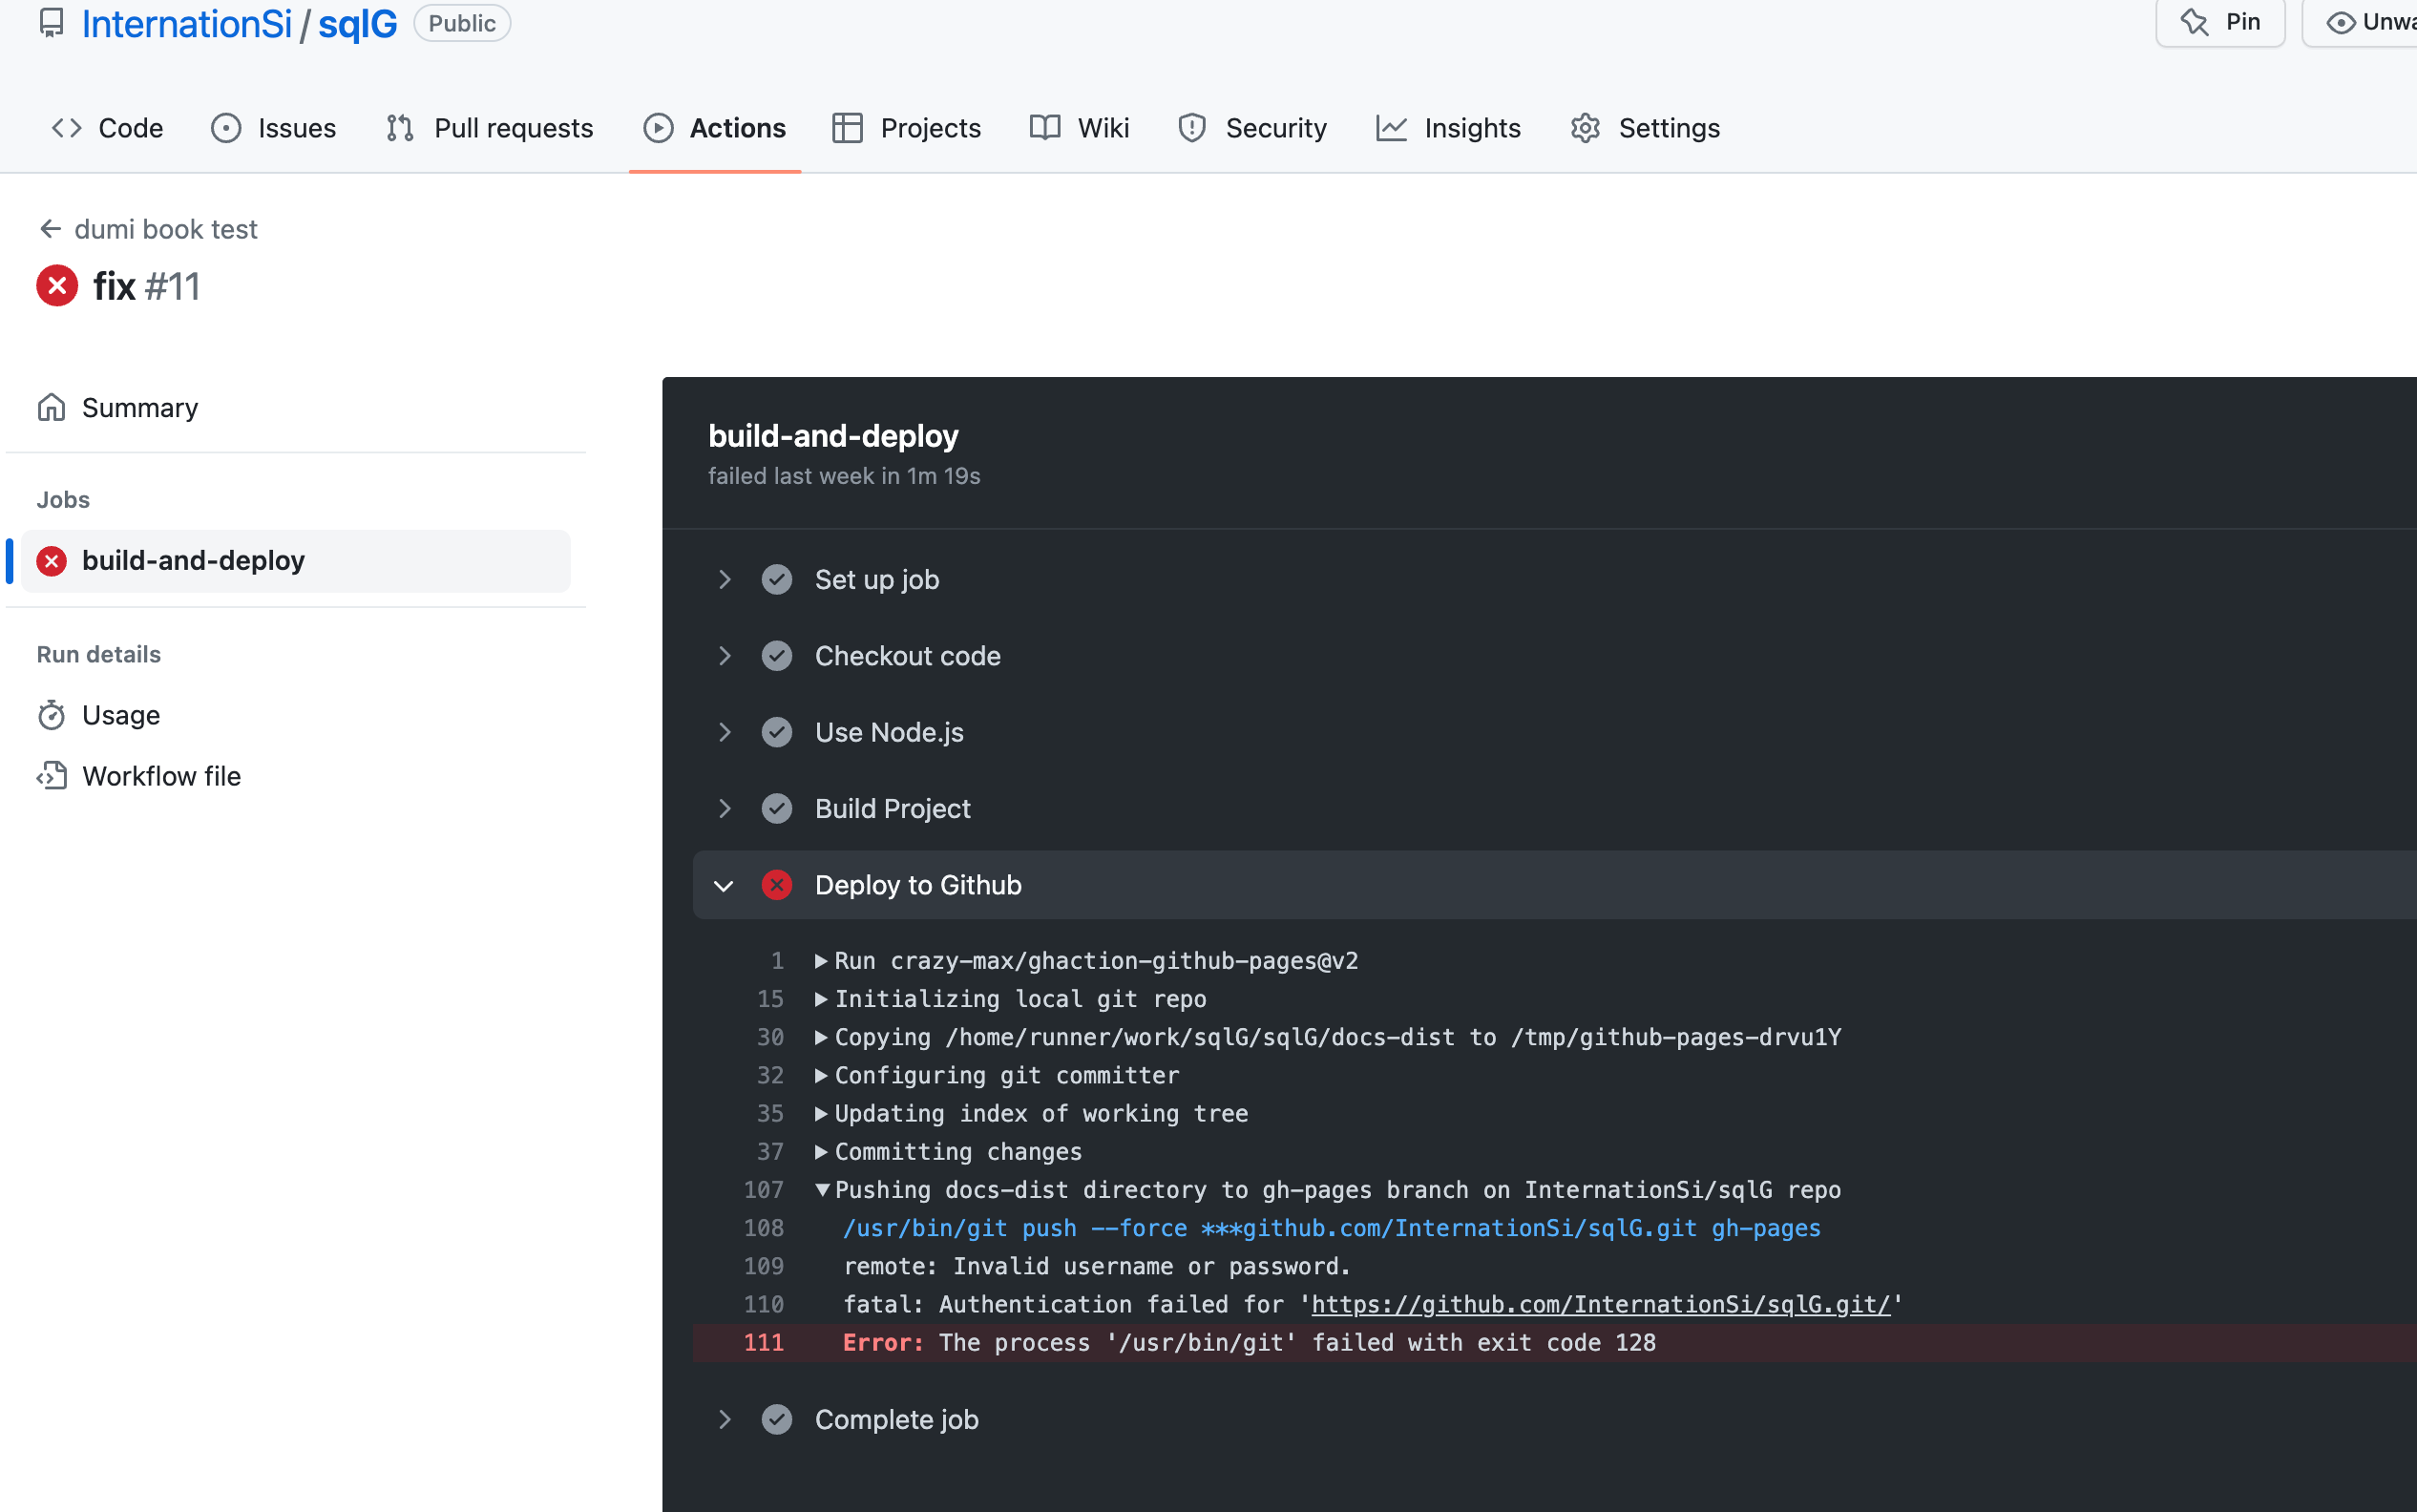 InternationSi / sqlG Public
Pin
Unwa
Code Issues Pull requests Actions Projects Wiki Security Insights Settings
dumi book test
fix #11
Summary
Jobs
build-and-deploy
Run details
Usage
Workflow file
build-and-deploy
failed last week in 1m 19s
Set up job
Checkout code
Use Node.js
Build Project
Deploy to Github
1 Run crazy-max/ghaction-github-pages@v2
15 Initializing local git repo
30 Copying /home/runner/work/sqlG/sqlG/docs-dist to /tmp/github-pages-drvu1Y
32 Configuring git committer
35 Updating index of working tree
37 Committing changes
107 Pushing docs-dist directory to gh-pages branch on InternationSi/sqlG repo
108 /usr/bin/git push --force ***github.com/InternationSi/sqlG.git gh-pages
109 remote: Invalid username or password.
110 fatal: Authentication failed for 'https://github.com/InternationSi/sqlG.git/'
111 Error: The process '/usr/bin/git' failed with exit code 128
Complete job